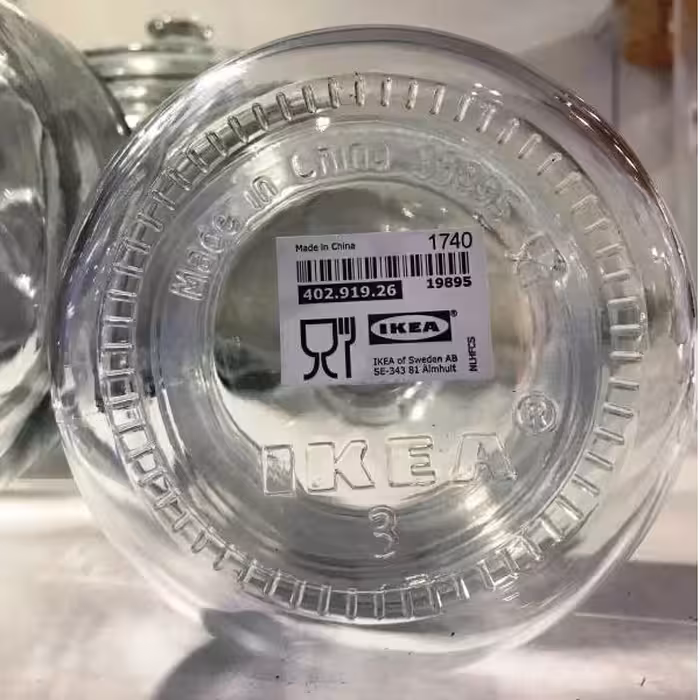 Made in China 19895
Made in China 1740
402.919.26 19895
IKEA®
IKEA of Sweden AB
SE-343 81 Älmhult
NLHFCS
IKEA®
3